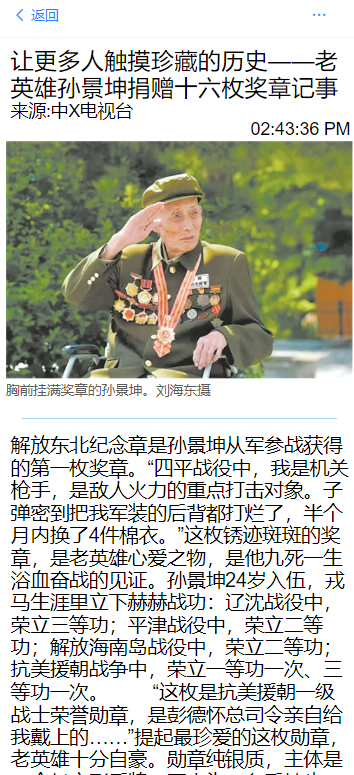 返回
让更多人触摸珍藏的历史——老
英雄孙景坤捐赠十六枚奖章记事
来源:中X电视台
02:43:36 PM
胸前挂满奖章的孙景坤。刘海东摄
解放东北纪念章是孙景坤从军参战获得
的第一枚奖章。“四平战役中，我是机关
枪手，是敌人火力的重点打击对象。子
弹密到把我军装的后背都打烂了，半个
月内换了4件棉衣。”这枚锈迹斑斑的奖
章，是老英雄心爱之物，是他九死一生
浴血奋战的见证。孙景坤24岁入伍，戎
马生涯里立下赫赫战功：辽沈战役中，
荣立三等功；平津战役中，荣立二等
功；解放海南岛战役中，荣立二等功；
抗美援朝战争中，荣立一等功一次、三
等功一次。 “这枚是抗美援朝一级
战士荣誉勋章，是彭德怀总司令亲自给
我戴上的……”提起最珍爱的这枚勋章，
老英雄十分自豪。勋章纯银质，主体是